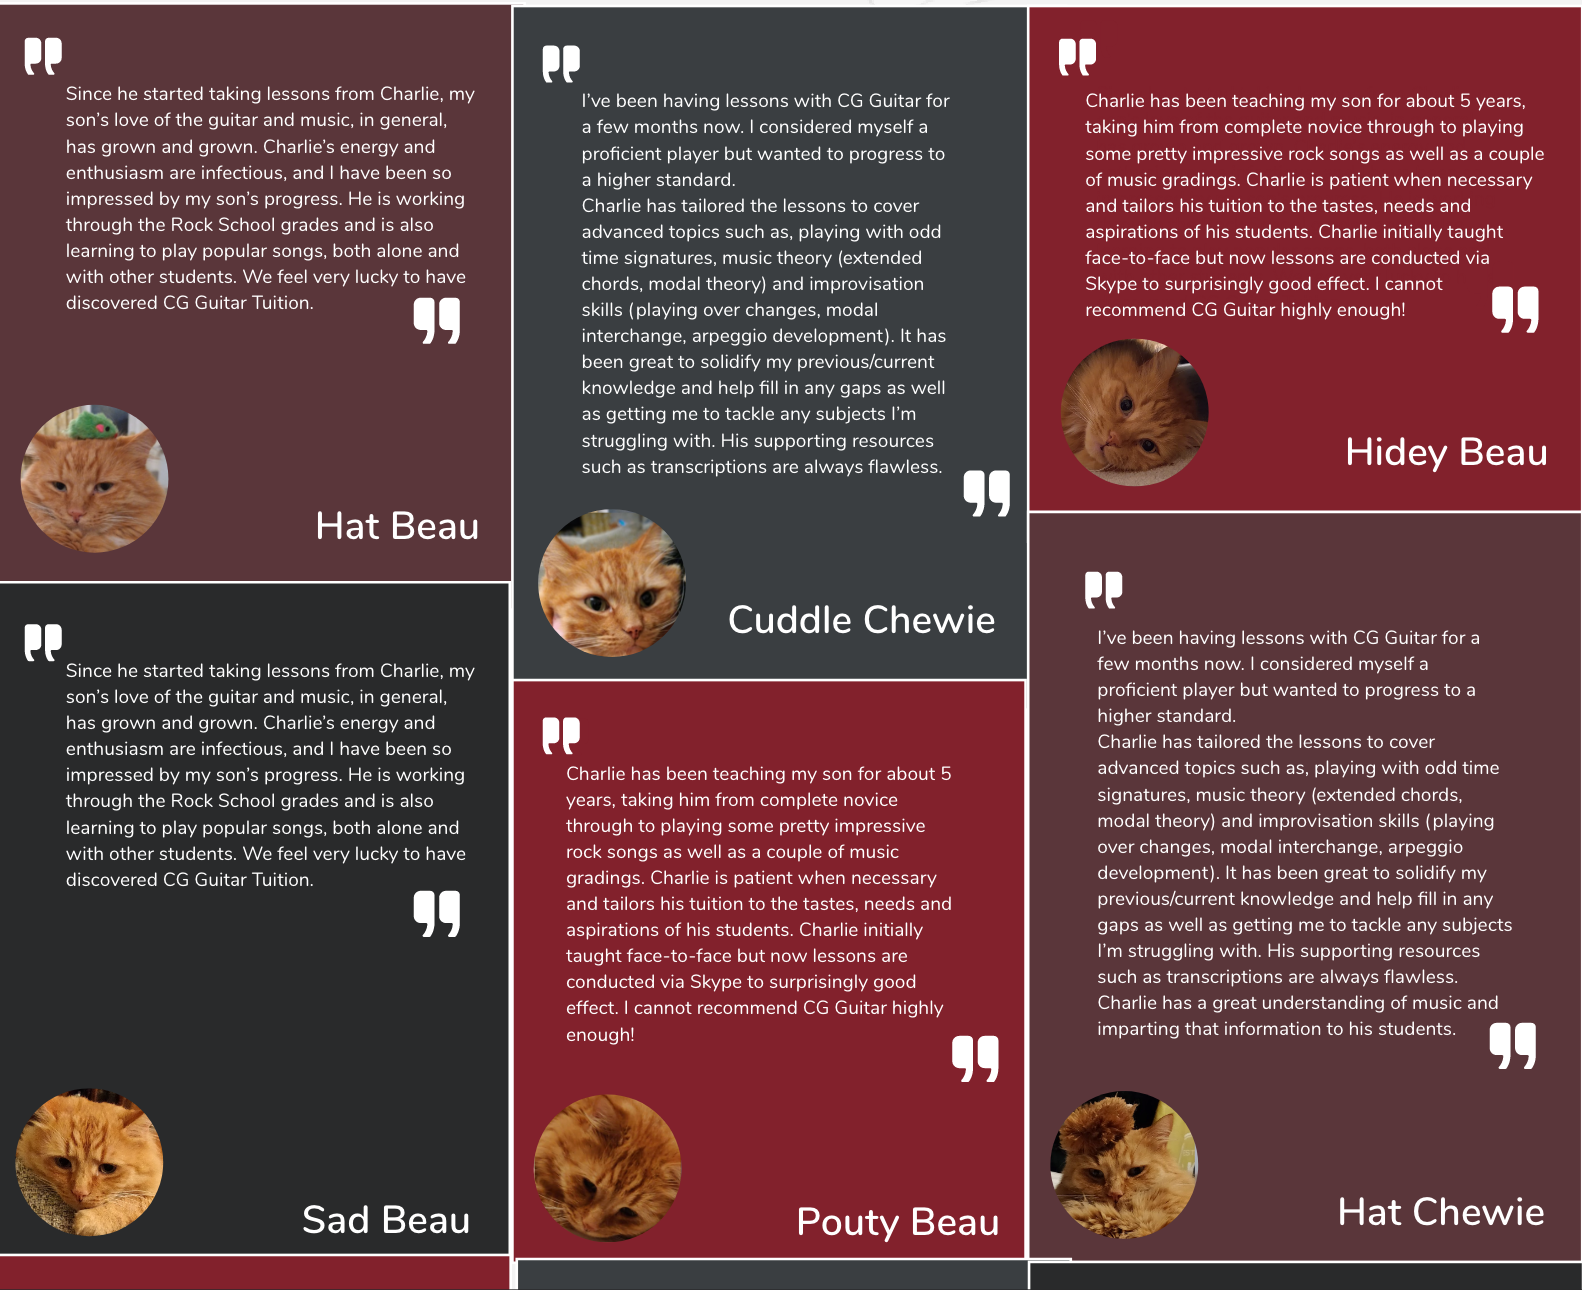 Since he started taking lessons from Charlie, my
son's love of the guitar and music, in general,
has grown and grown. Charlie's energy and
enthusiasm are infectious, and I have been so
impressed by my son's progress. He is working
through the Rock School grades and is also
learning to play popular songs, both alone and
with other students. We feel very lucky to have
discovered CG Guitar Tuition.
Hat Beau
I've been having lessons with CG Guitar for
a few months now. I considered myself a
proficient player but wanted to progress to
a higher standard.
Charlie has tailored the lessons to cover
advanced topics such as, playing with odd
time signatures, music theory (extended
chords, modal theory) and improvisation
skills (playing over changes, modal
interchange, arpeggio development). It has
been great to solidify my previous/current
knowledge and help fill in any gaps as well
as getting me to tackle any subjects I'm
struggling with. His supporting resources
such as transcriptions are always flawless.
Cuddle Chewie
Charlie has been teaching my son for about 5 years,
taking him from complete novice through to playing
some pretty impressive rock songs as well as a couple
of music gradings. Charlie is patient when necessary
and tailors his tuition to the tastes, needs and
aspirations of his students. Charlie initially taught
face-to-face but now lessons are conducted via
Skype to surprisingly good effect. I cannot
recommend CG Guitar highly enough!
Hidey Beau
Since he started taking lessons from Charlie, my
son's love of the guitar and music, in general,
has grown and grown. Charlie's energy and
enthusiasm are infectious, and I have been so
impressed by my son's progress. He is working
through the Rock School grades and is also
learning to play popular songs, both alone and
with other students. We feel very lucky to have
discovered CG Guitar Tuition.
Sad Beau
Charlie has been teaching my son for about 5
years, taking him from complete novice
through to playing some pretty impressive
rock songs as well as a couple of music
gradings. Charlie is patient when necessary
and tailors his tuition to the tastes, needs and
aspirations of his students. Charlie initially
taught face-to-face but now lessons are
conducted via Skype to surprisingly good
effect. I cannot recommend CG Guitar highly
enough!
Pouty Beau
I've been having lessons with CG Guitar for a
few months now. I considered myself a
proficient player but wanted to progress to a
higher standard.
Charlie has tailored the lessons to cover
advanced topics such as, playing with odd time
signatures, music theory (extended chords,
modal theory) and improvisation skills (playing
over changes, modal interchange, arpeggio
development). It has been great to solidify my
previous/current knowledge and help fill in any
gaps as well as getting me to tackle any subjects
I'm struggling with. His supporting resources
such as transcriptions are always flawless.
Charlie has a great understanding of music and
imparting that information to his students.
Hat Chewie